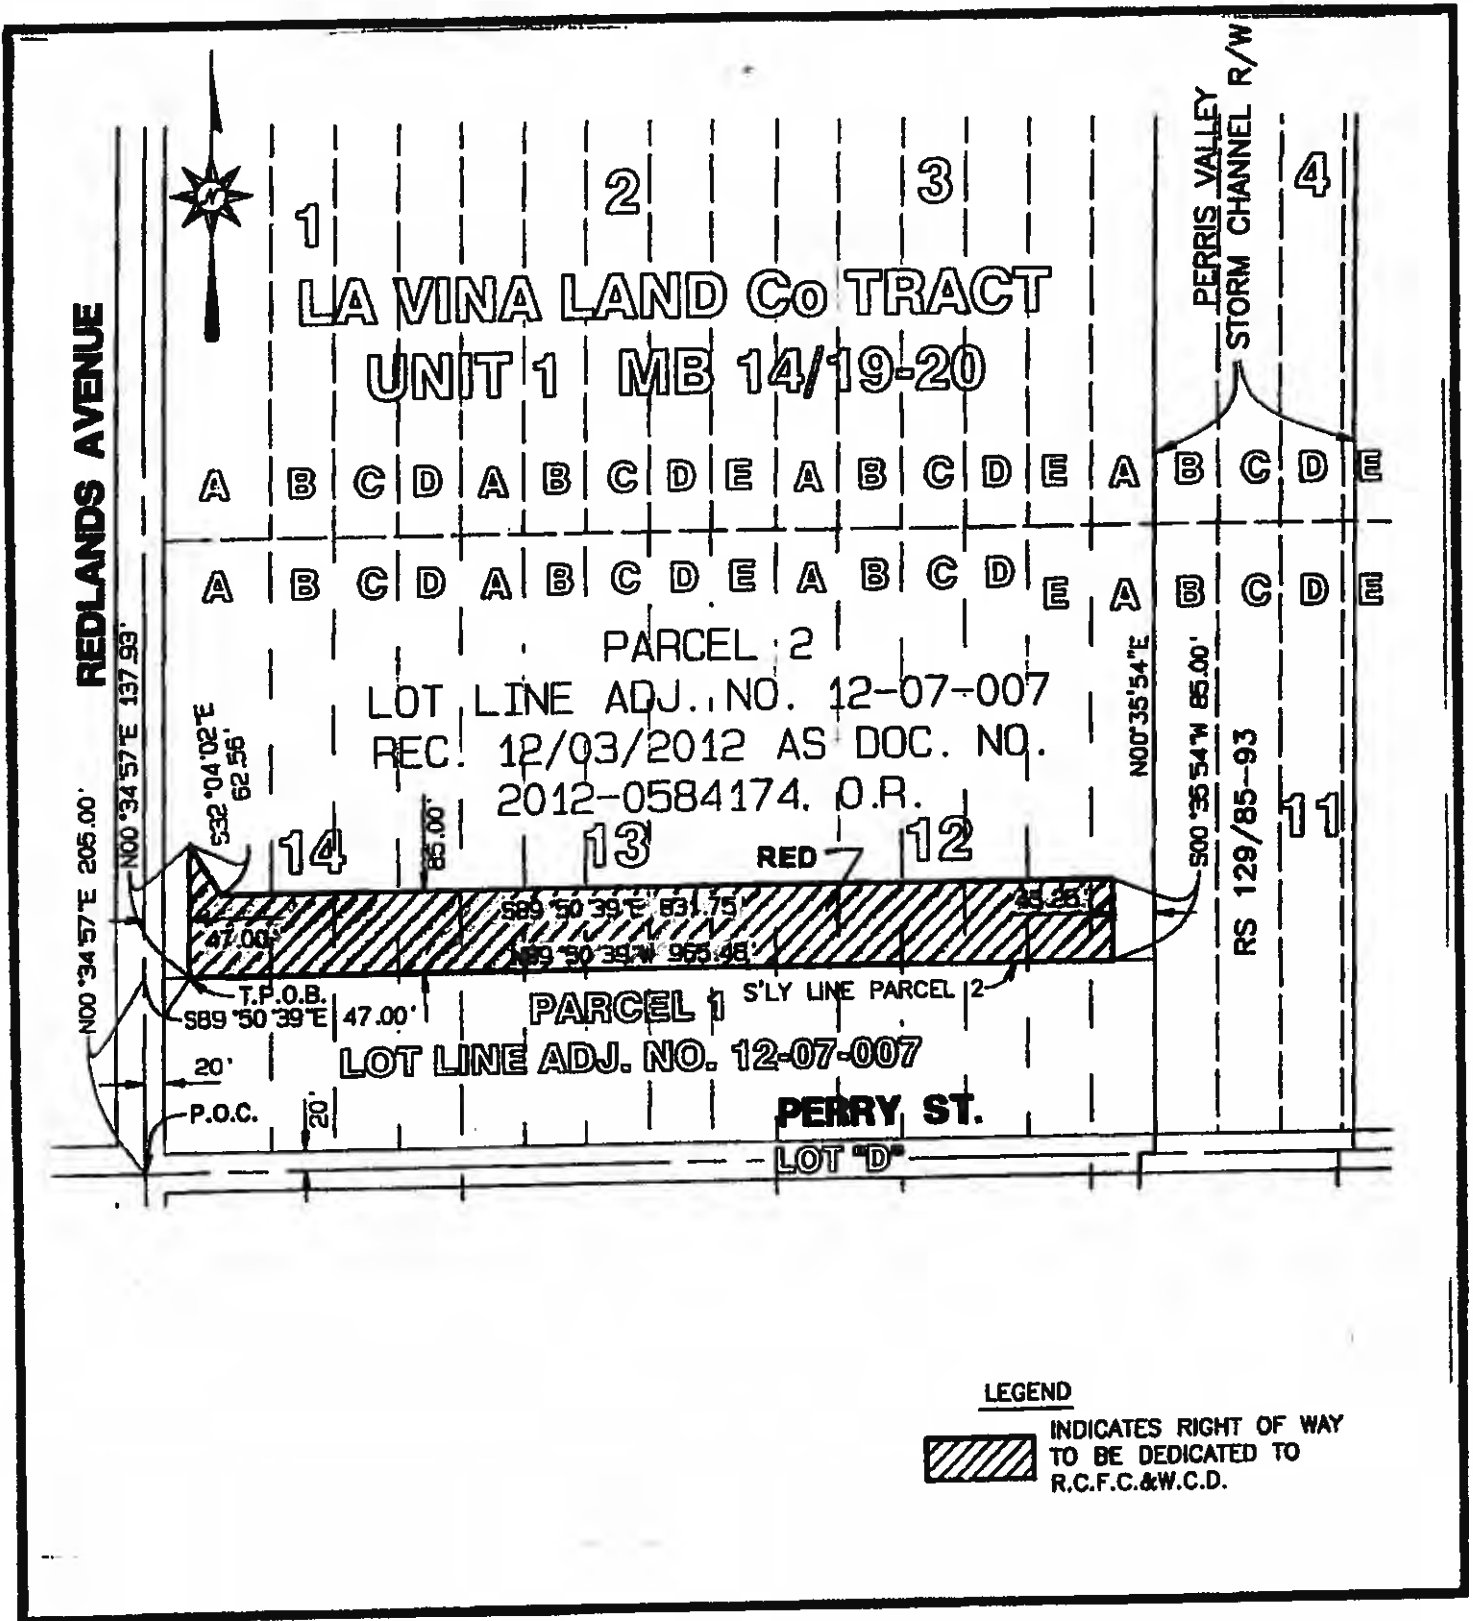 N
1
2
3
4
PERRIS VALLEY
STORM CHANNEL R/W
LA VINA LAND Co TRACT
UNIT 1 MB 14/19-20
REDLANDS AVENUE
A B C D A B C D E A B C D E A B C D E
A B C D A B C D E A B C D E A B C D E
PARCEL 2
LOT LINE ADJ. NO. 12-07-007
REC. 12/03/2012 AS DOC. NO.
2012-0584174, O.R.
N00°34'57"E 137.93'
S32°04'02"E
62.56'
N00°35'54"E
S00°35'54"W 85.00'
RS 129/85-93
N00°34'57"E 205.00'
14
85.00'
13
RED
12
11
S89°50'39"E 831.75'
47.00'
N89°50'39"W 965.48'
T.P.O.B.
S89°50'39"E 47.00'
PARCEL 1
S'LY LINE PARCEL 2
LOT LINE ADJ. NO. 12-07-007
20'
P.O.C.
20'
PERRY ST.
LOT "D"
LEGEND
INDICATES RIGHT OF WAY
TO BE DEDICATED TO
R.C.F.C.&W.C.D.